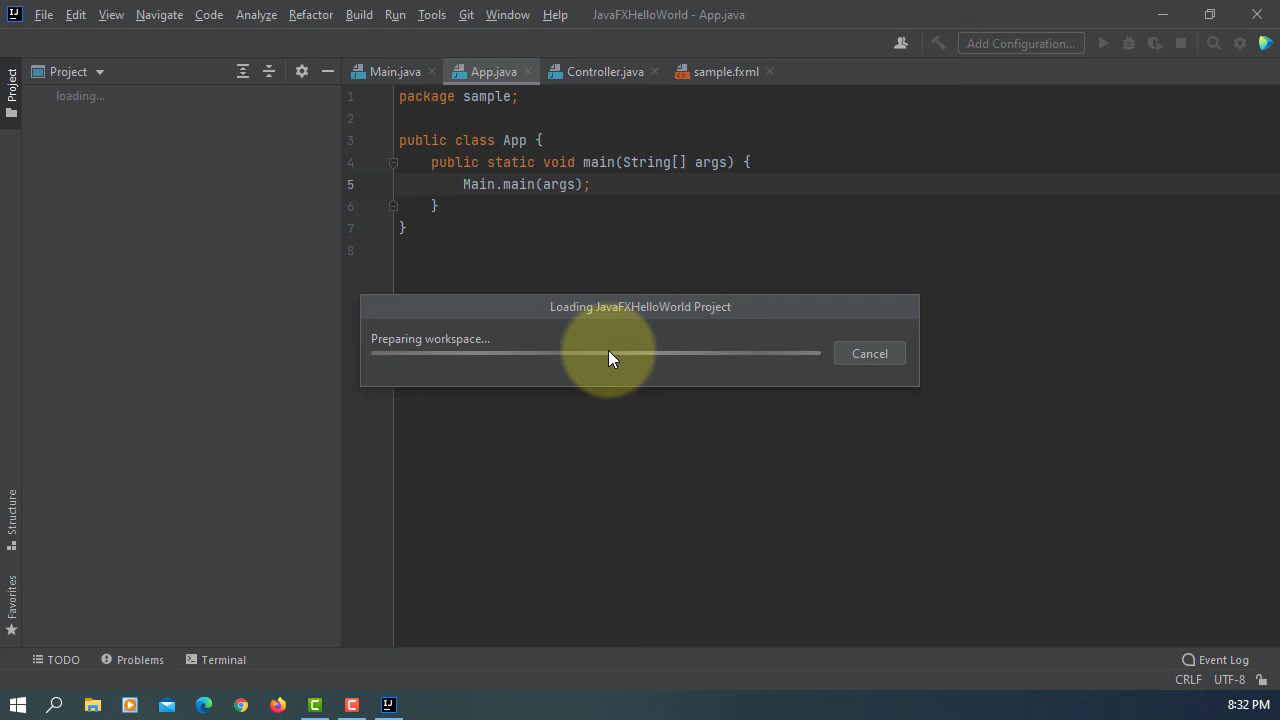 IJ File Edit View Navigate Code Analyze Refactor Build Run Tools Git Window Help JavaFXHelloWorld - App.java
Add Configuration...
Project
Project
Main.java App.java Controller.java sample.fxml
loading...
1 package sample;
2
3 public class App {
4 public static void main(String[] args) {
5 Main.main(args);
6 }
7 }
8
Loading JavaFXHelloWorld Project
Preparing workspace...
Cancel
Structure
Favorites
TODO Problems Terminal Event Log
CRLF UTF-8
C C IJ 8:32 PM